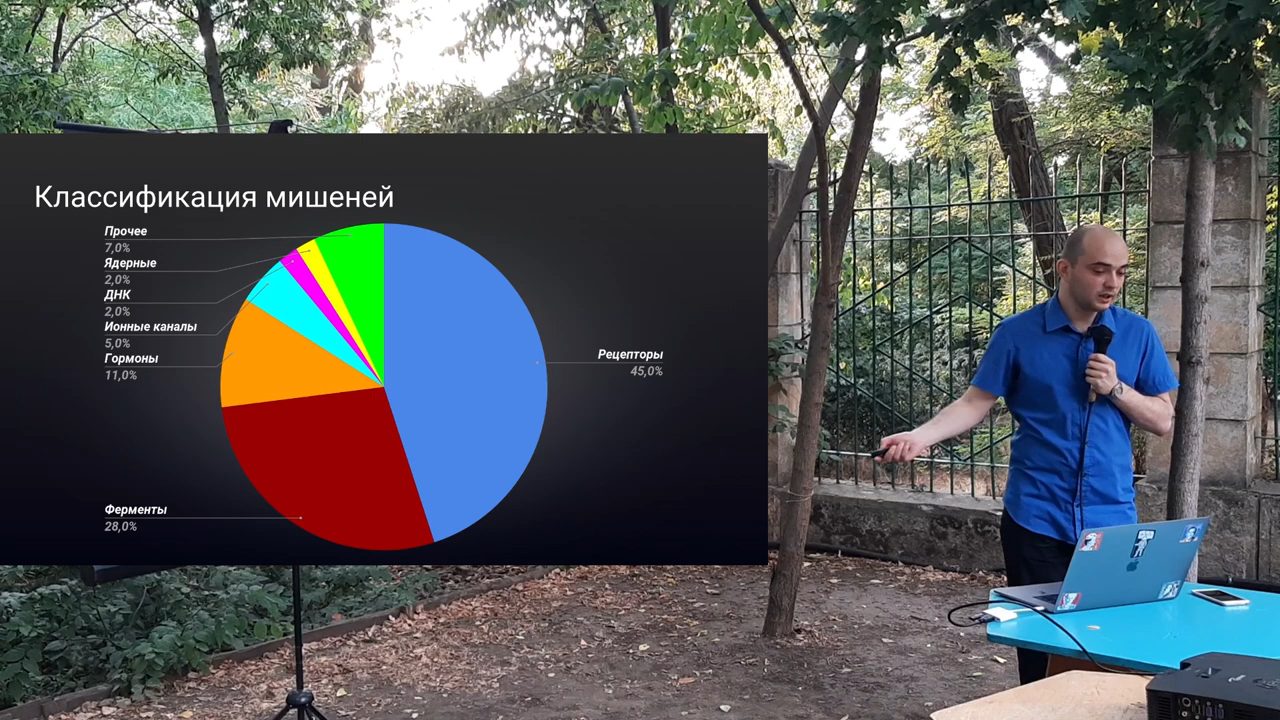 Классификация мишеней
Прочее
7,0%
Ядерные
2,0%
ДНК
2,0%
Ионные каналы
5,0%
Гормоны
11,0%
Рецепторы
45,0%
Ферменты
28,0%